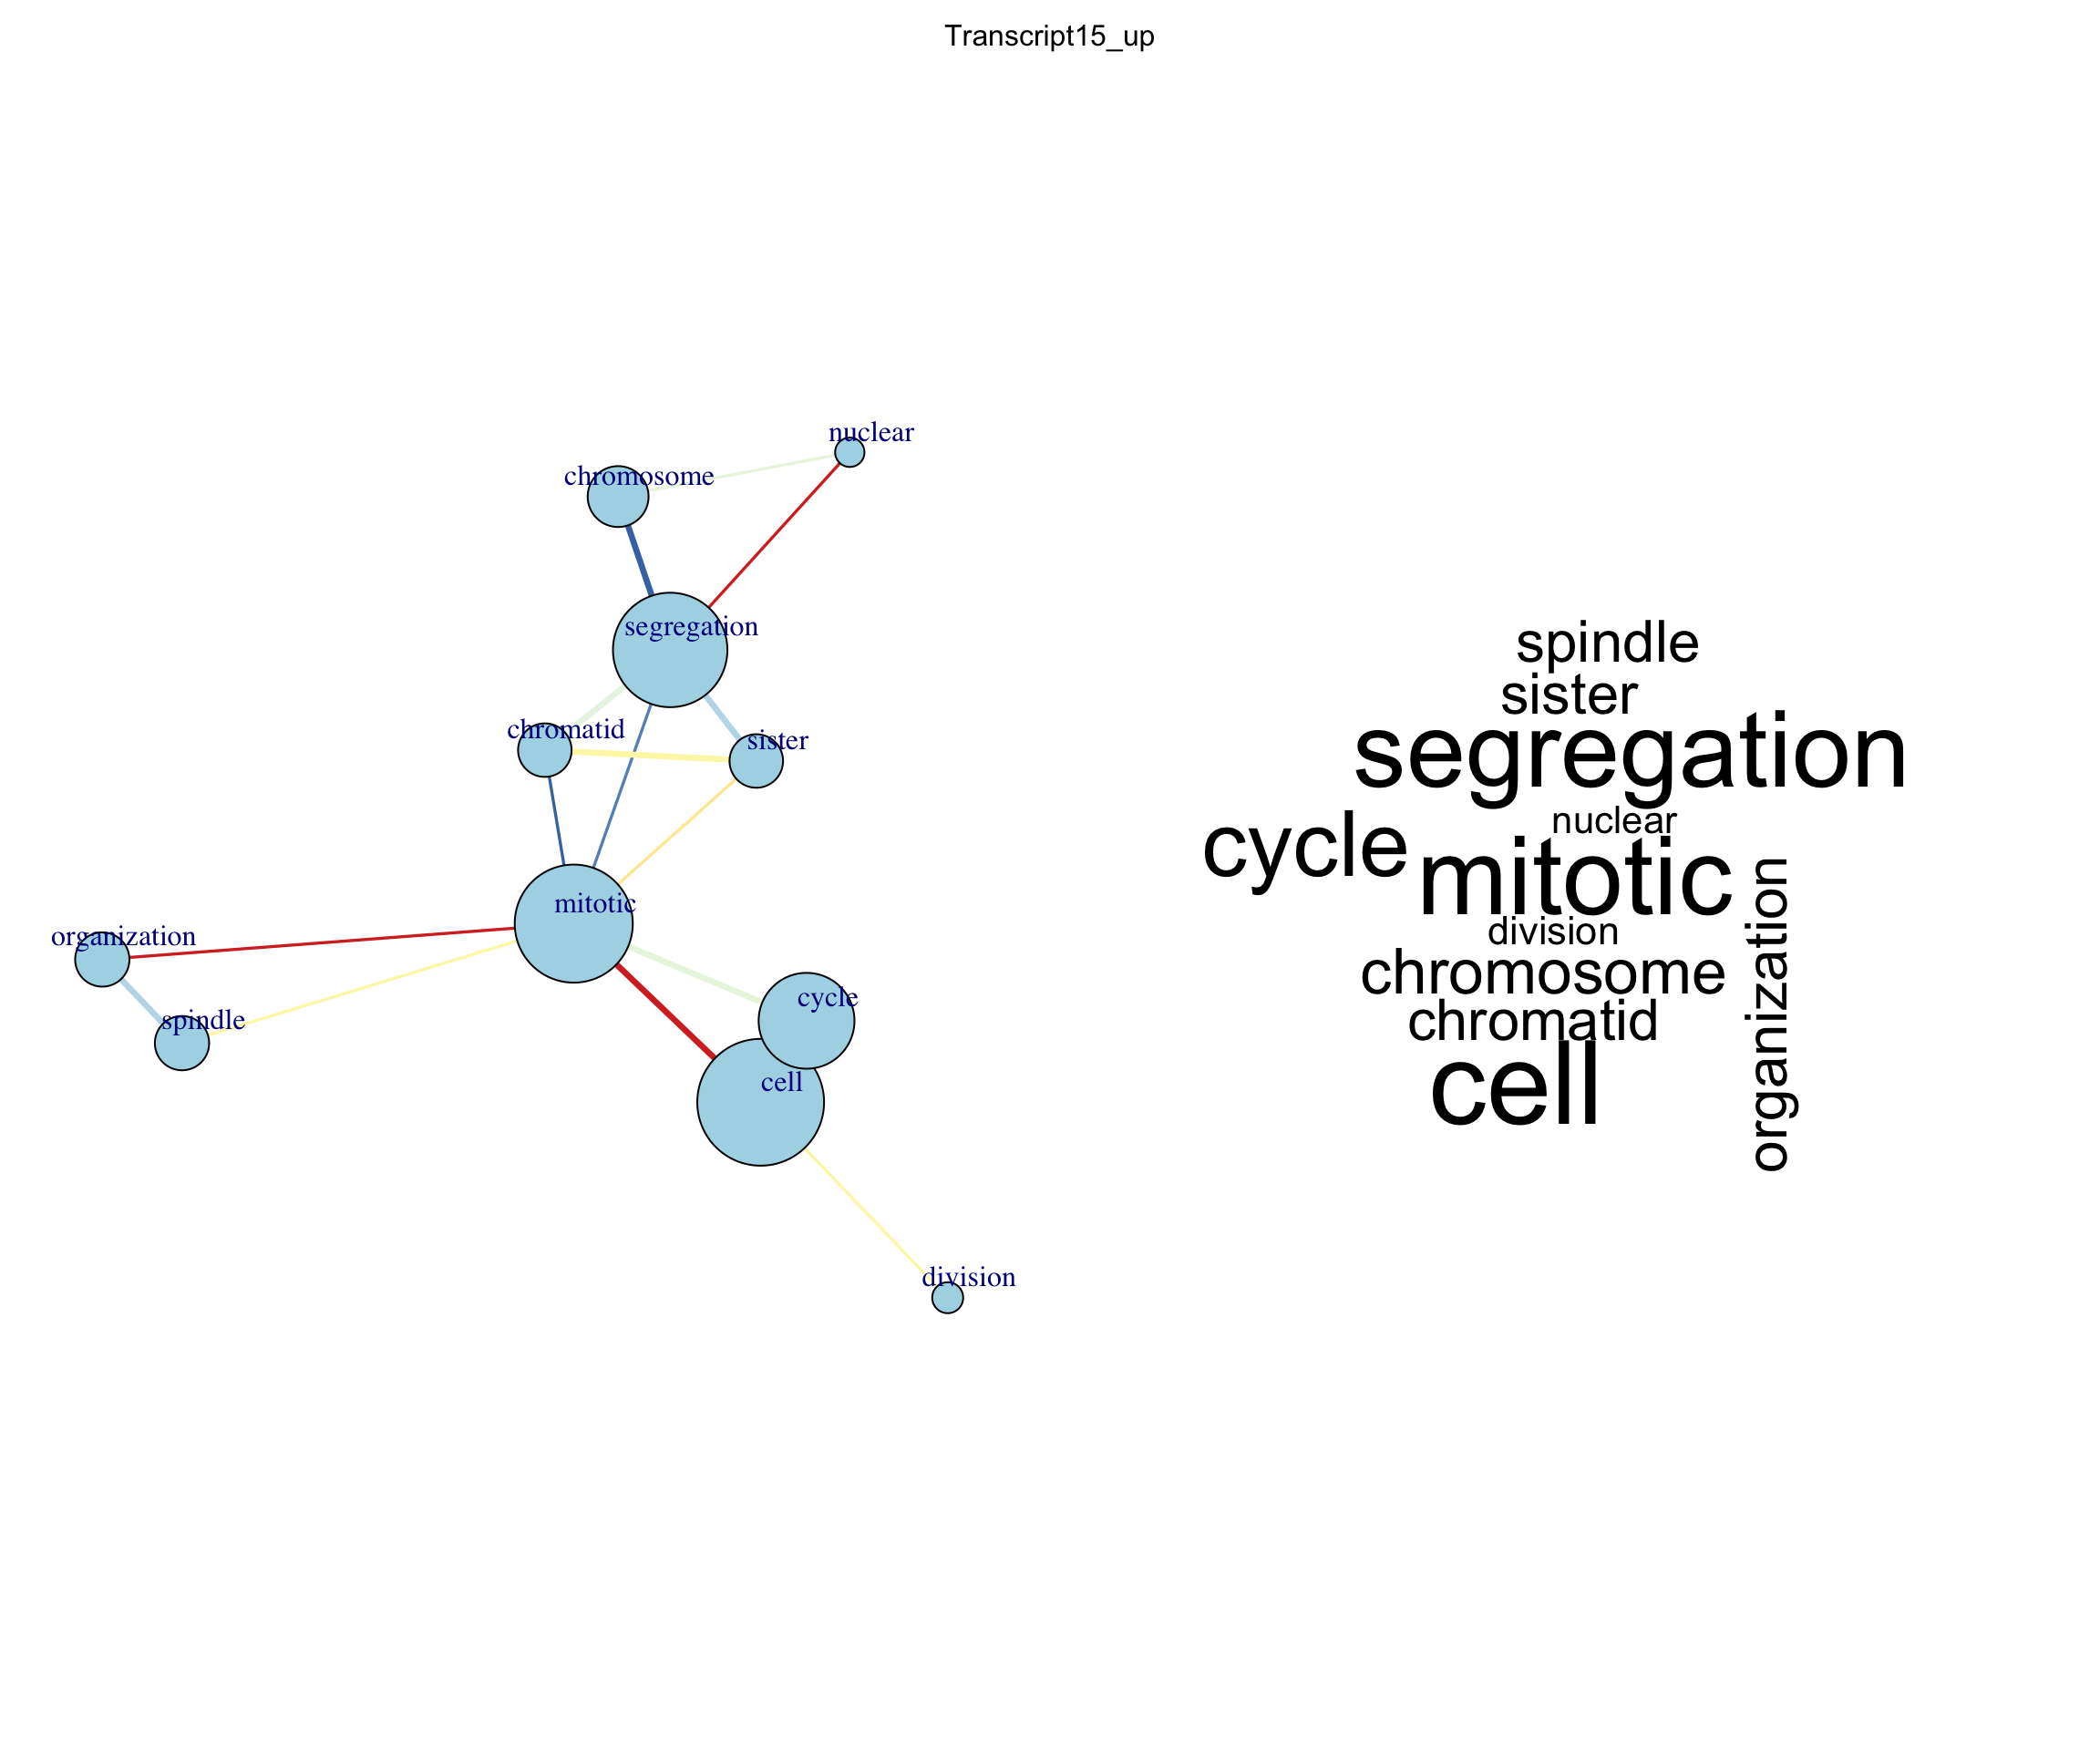 Transcript15_up
nuclear
chromosome
segregation
chromatid
sister
mitotic
organization
cycle
spindle
cell
division
spindle
sister
segregation
nuclear
cycle
mitotic
division
organization
chromosome
chromatid
cell